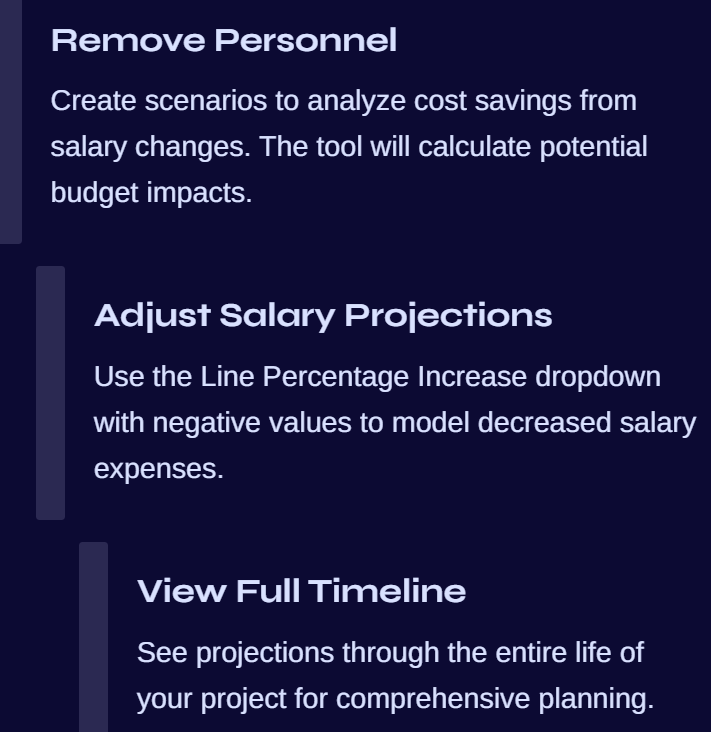 Remove Personnel
Create scenarios to analyze cost savings from
salary changes. The tool will calculate potential
budget impacts.
Adjust Salary Projections
Use the Line Percentage Increase dropdown
with negative values to model decreased salary
expenses.
View Full Timeline
See projections through the entire life of
your project for comprehensive planning.